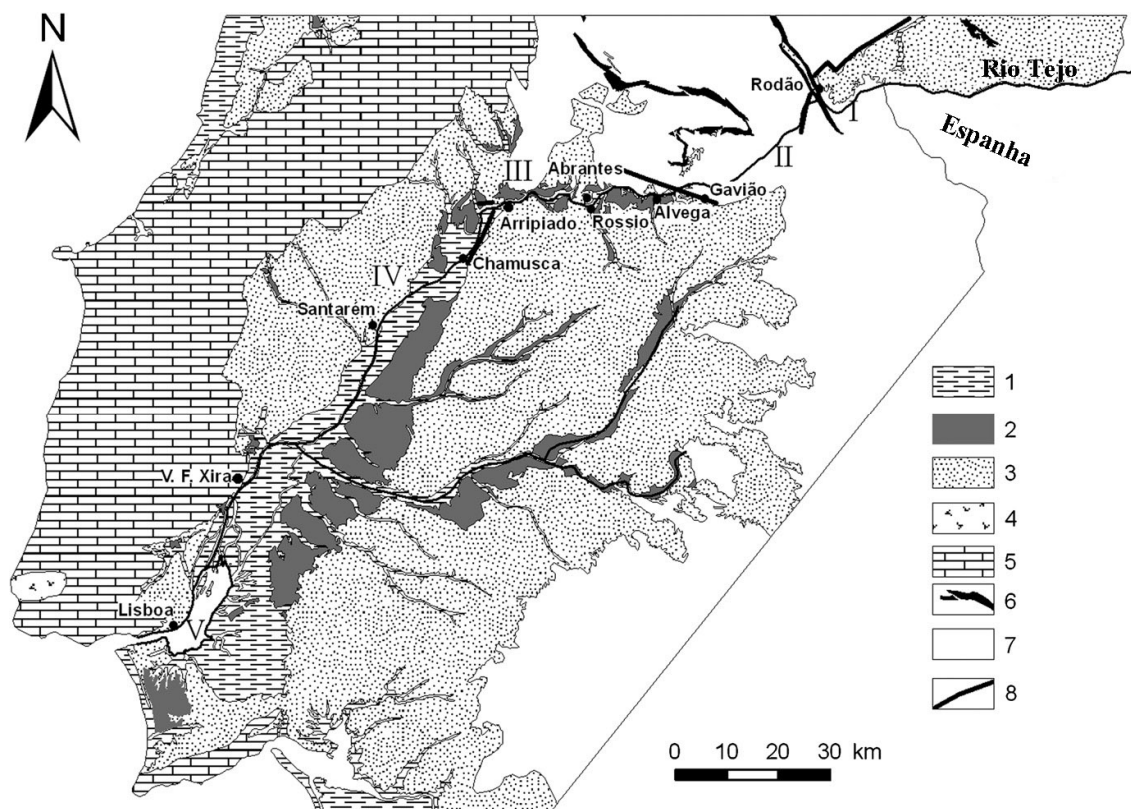 N
Rio Tejo
Rodão
I
Espanha
II
III
Abrantes
Gavião
Alvega
Rossio
Arripiado
Chamusca
IV
Santarem
V. F. Xira
Lisboa
V
1
2
3
4
5
6
7
8
0 10 20 30 km